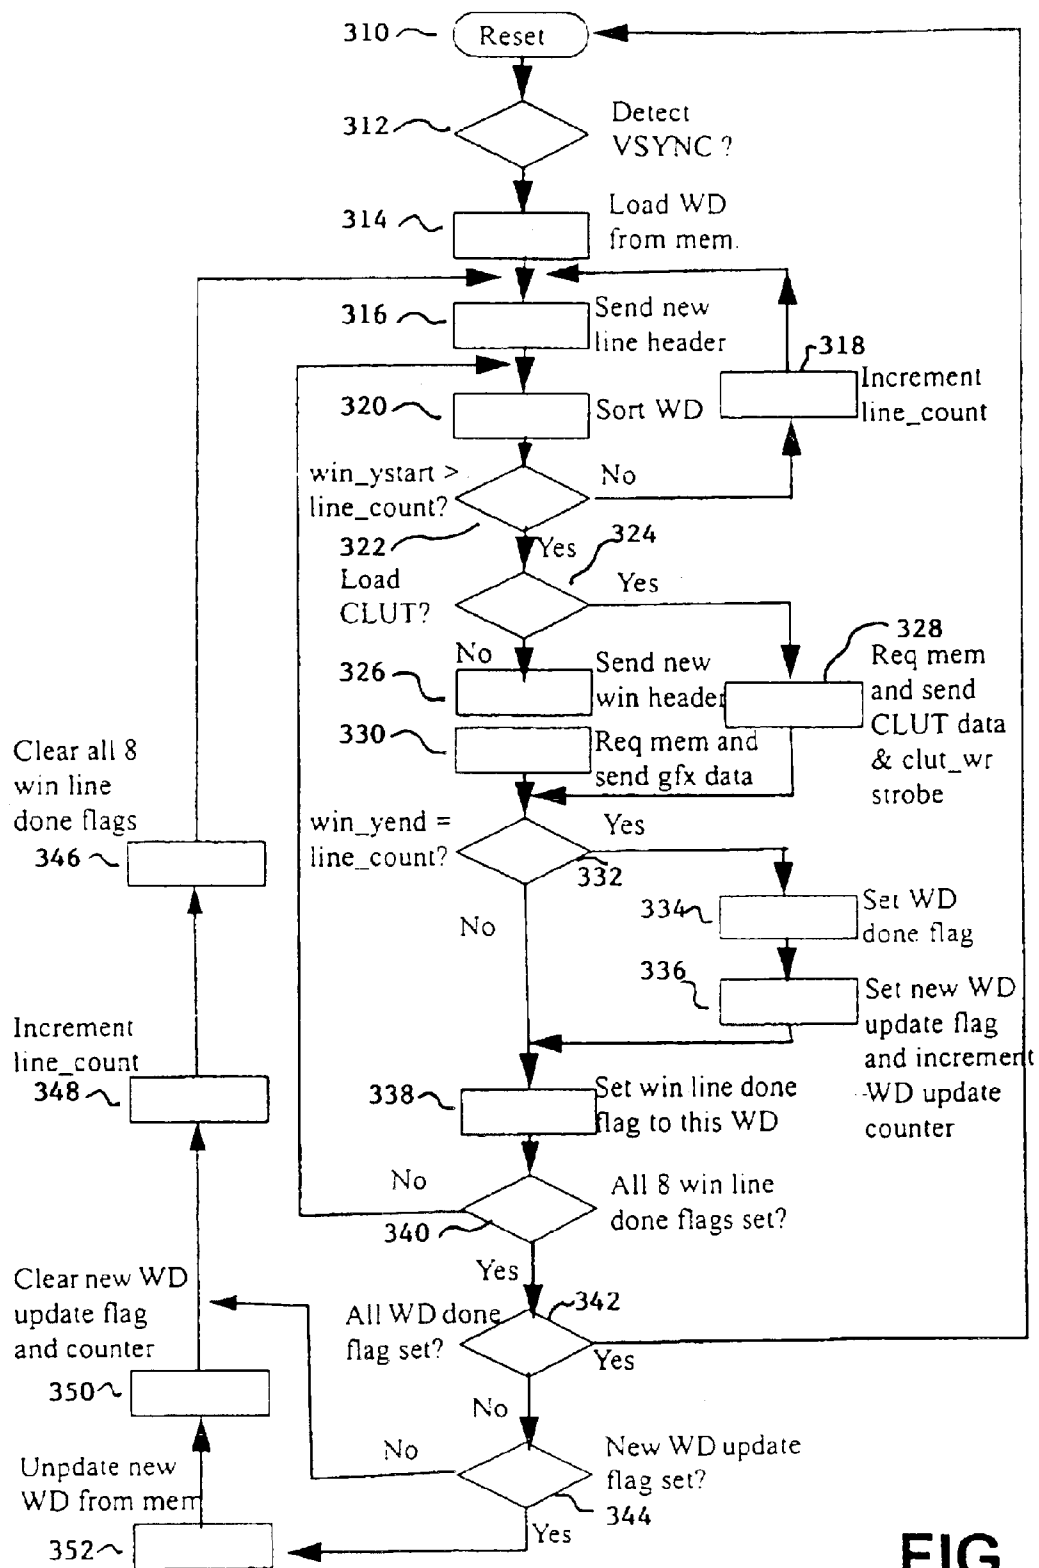 310
Reset
312
Detect
VSYNC ?
314
Load WD
from mem.
316
Send new
line header
318
Increment
line_count
320
Sort WD
win_ystart >
line_count?
No
322
Yes
324
Load
CLUT?
Yes
No
326
Send new
win header
328
Req mem
and send
CLUT data
& clut_wr
strobe
330
Req mem and
send gfx data
Clear all 8
win line
done flags
346
win_yend =
line_count?
Yes
332
No
334
Set WD
done flag
336
Set new WD
update flag
and increment
WD update
counter
Increment
line_count
348
338
Set win line done
flag to this WD
No
340
All 8 win line
done flags set?
Yes
Clear new WD
update flag
and counter
350
All WD done
flag set?
342
Yes
No
No
New WD update
flag set?
344
Yes
Unpdate new
WD from mem
352
FIG